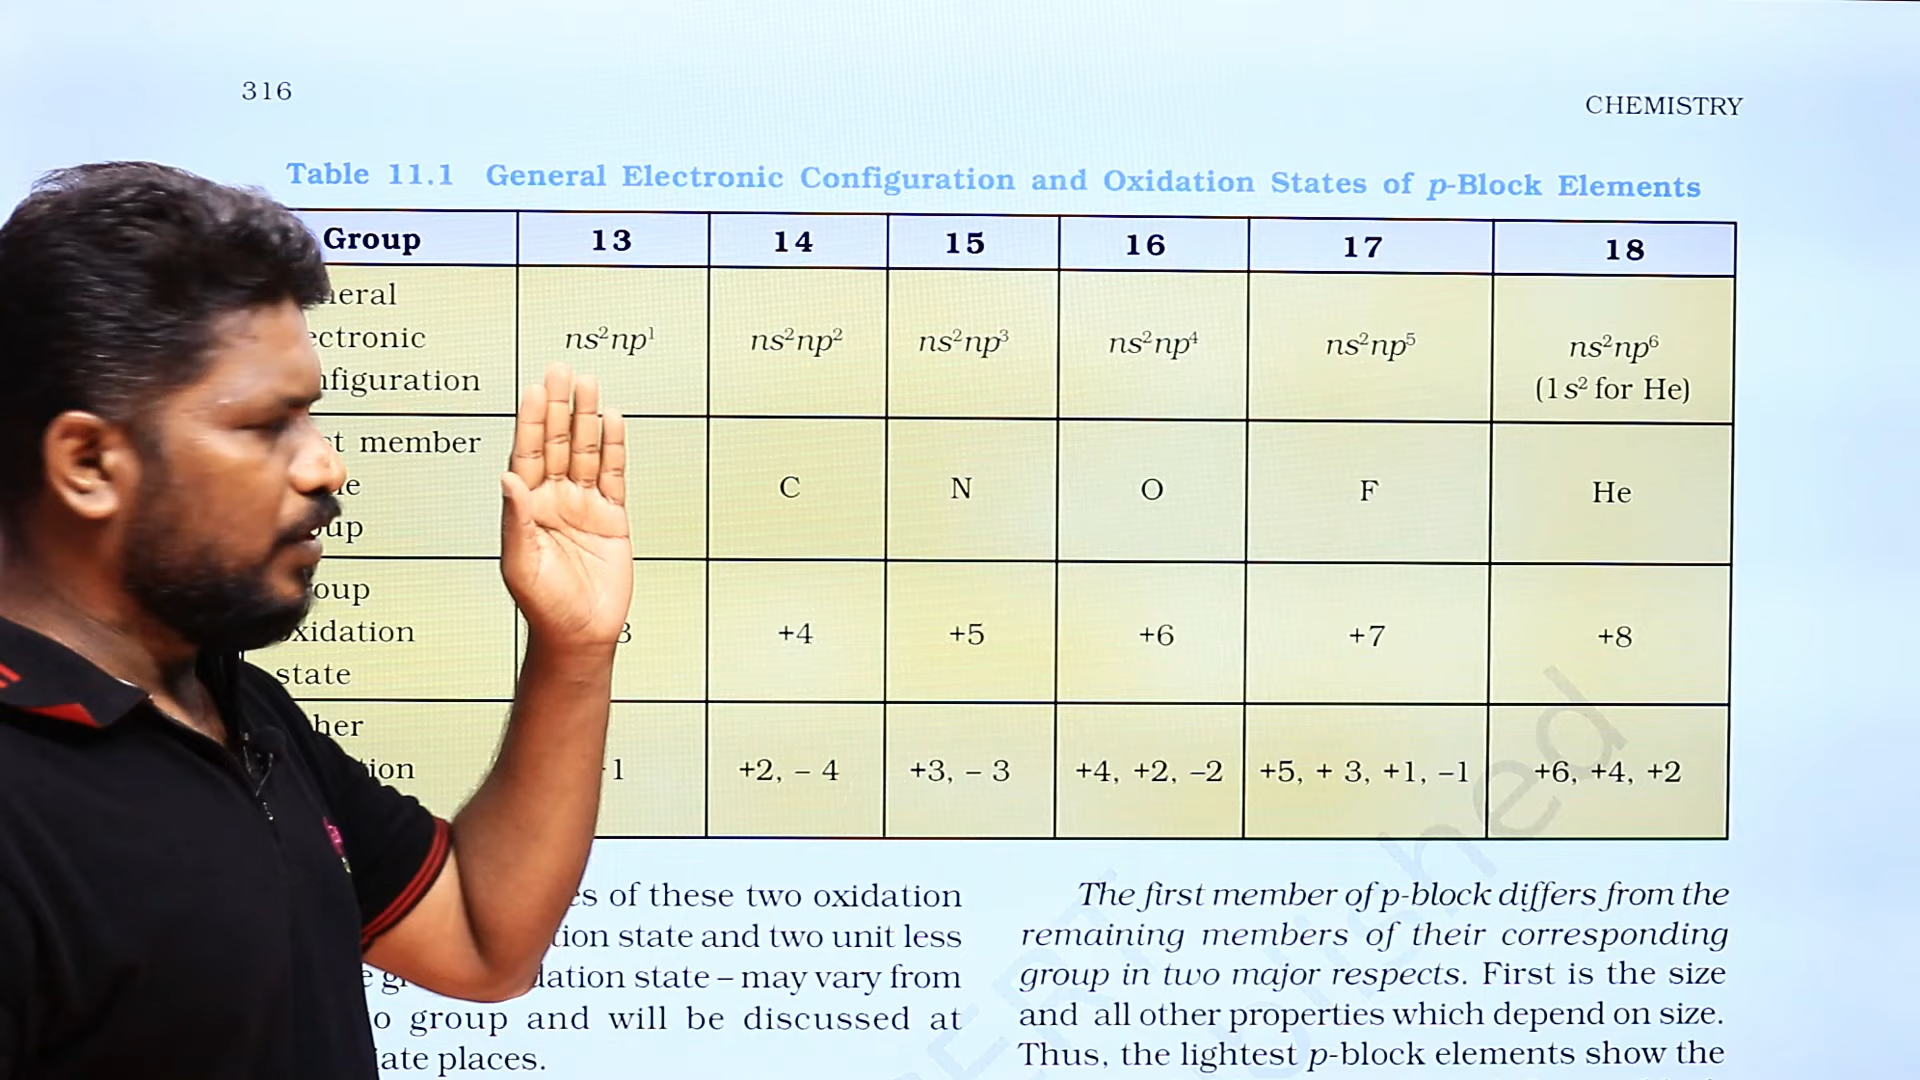 316
CHEMISTRY
Table 11.1 General Electronic Configuration and Oxidation States of p-Block Elements
Group 13 14 15 16 17 18
ns²np¹ ns²np² ns²np³ ns²np⁴ ns²np⁵ ns²np⁶
(1s² for He)
member
C N O F He
state
+4 +5 +6 +7 +8
+2, – 4 +3, – 3 +4, +2, –2 +5, + 3, +1, –1 +6, +4, +2
of these two oxidation
state and two unit less
state – may vary from
group and will be discussed at
places.
The first member of p-block differs from the
remaining members of their corresponding
group in two major respects. First is the size
and all other properties which depend on size.
Thus, the lightest p-block elements show the